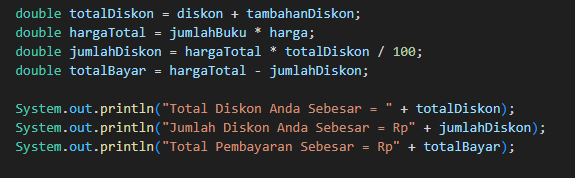 double totalDiskon = diskon + tambahanDiskon;
double hargaTotal = jumlahBuku * harga;
double jumlahDiskon = hargaTotal * totalDiskon / 100;
double totalBayar = hargaTotal - jumlahDiskon;
System.out.println("Total Diskon Anda Sebesar = " + totalDiskon);
System.out.println("Jumlah Diskon Anda Sebesar = Rp" + jumlahDiskon);
System.out.println("Total Pembayaran Sebesar = Rp" + totalBayar);